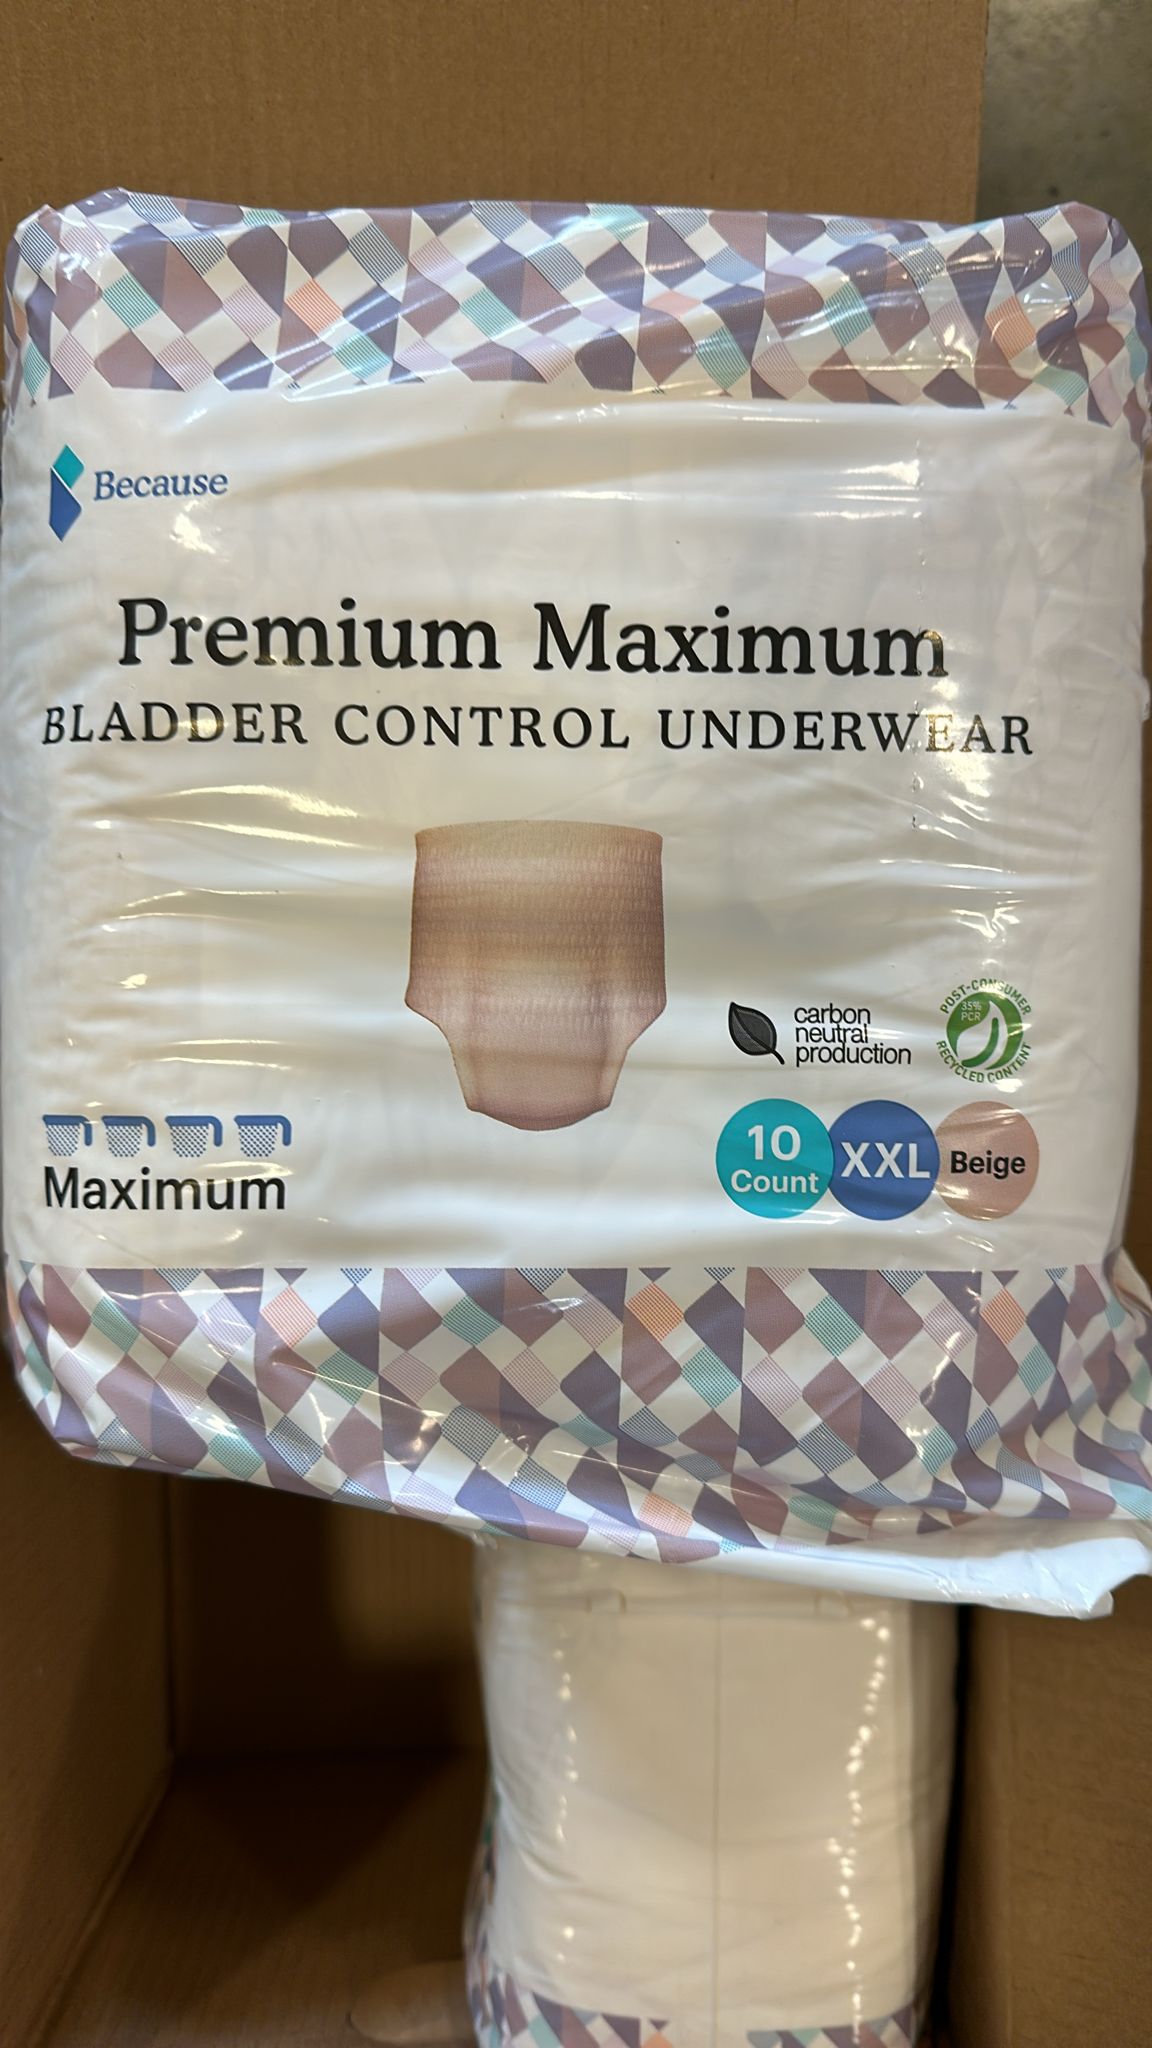 Because
Premium Maximum
BLADDER CONTROL UNDERWEAR
carbon
neutral
production
POST-CONSUMER
35%
PCR
RECYCLED CONTENT
Maximum
10
Count
XXL
Beige